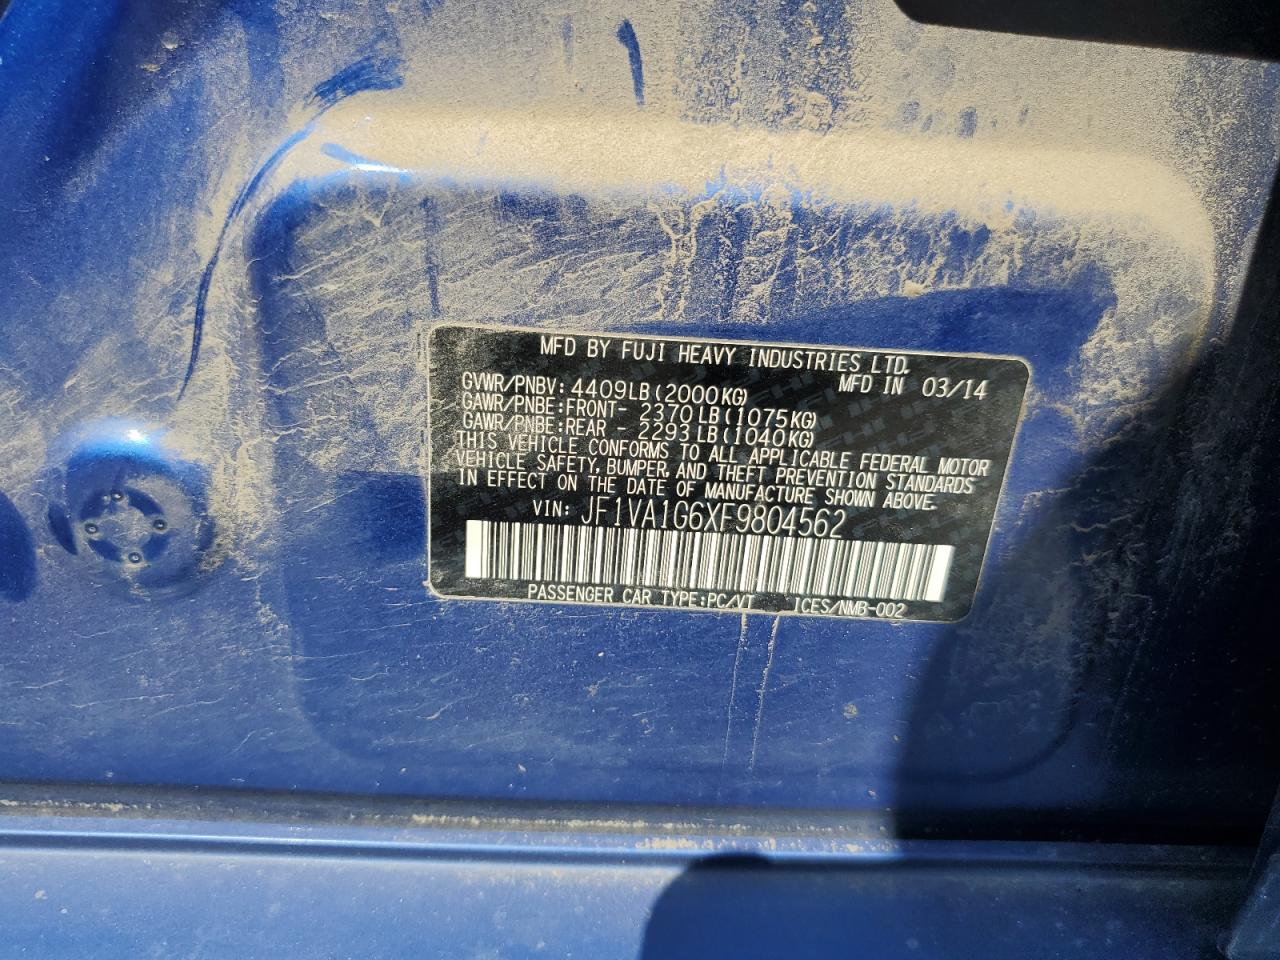 MFD BY FUJI HEAVY INDUSTRIES LTD.
MFD IN 03/14
GVWR/PNBV: 4409LB(2000KG)
GAWR/PNBE:FRONT- 2370LB(1075KG)
GAWR/PNBE:REAR - 2293LB(1040KG)
THIS VEHICLE CONFORMS TO ALL APPLICABLE FEDERAL MOTOR
VEHICLE SAFETY, BUMPER, AND THEFT PREVENTION STANDARDS
IN EFFECT ON THE DATE OF MANUFACTURE SHOWN ABOVE.
VIN: JF1VA1G6XF9804562
PASSENGER CAR TYPE:PC/VT ICES/NMB-002